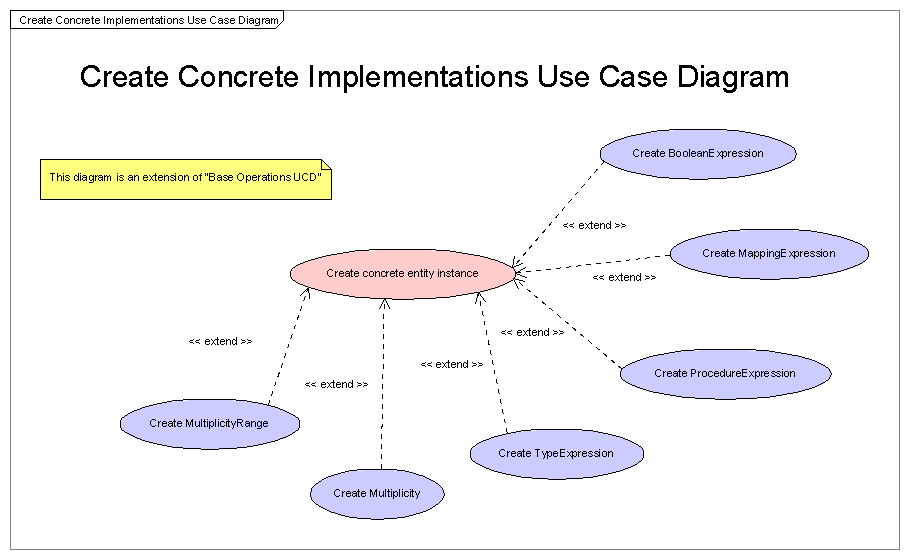 Create Concrete Implementations Use Case Diagram
Create Concrete Implementations Use Case Diagram
Create BooleanExpression
This diagram is an extension of "Base Operations UCD"
<< extend >>
Create MappingExpression
Create concrete entity instance
<< extend >>
<< extend >>
<< extend >>
<< extend >>
Create ProcedureExpression
<< extend >>
Create MultiplicityRange
Create TypeExpression
Create Multiplicity